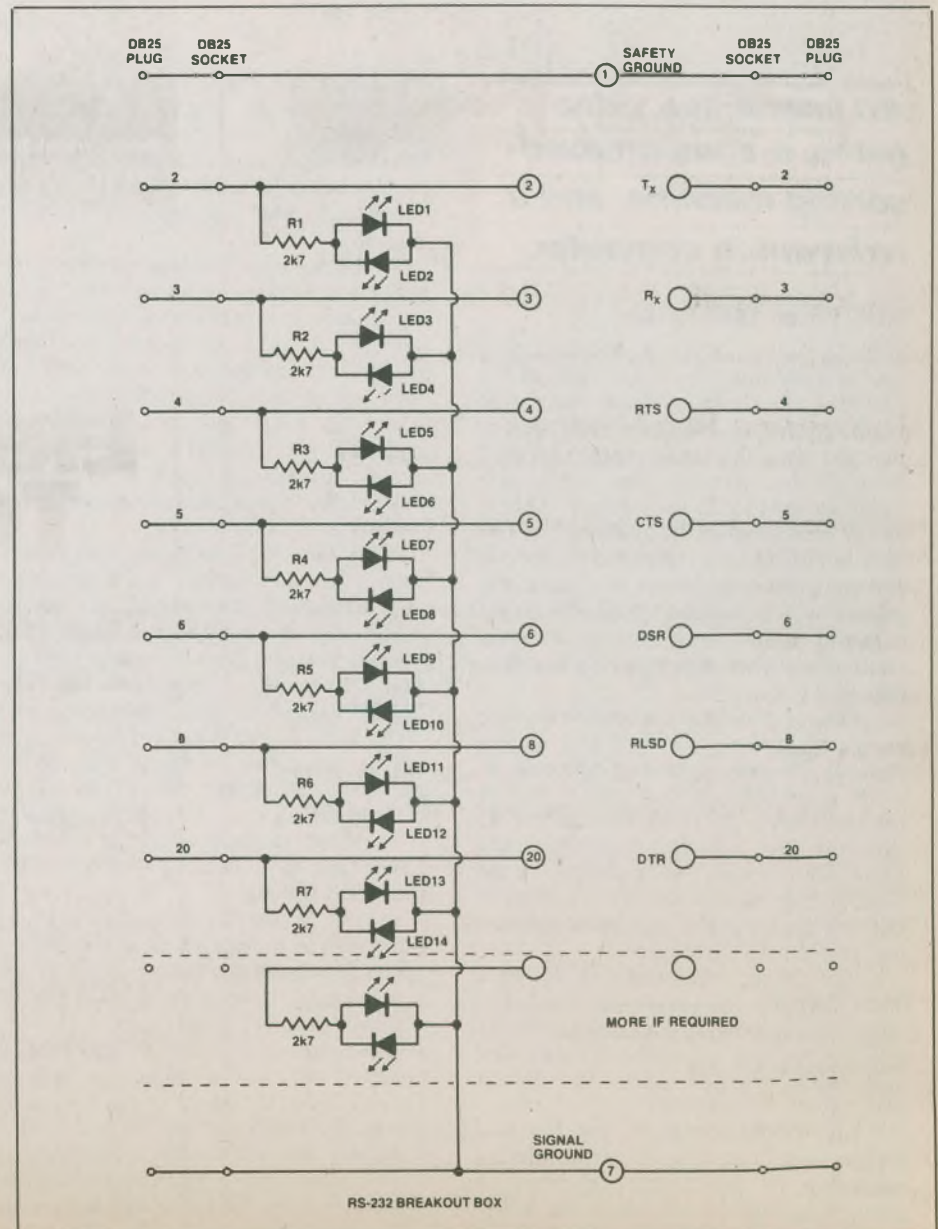 DB25 PLUG
DB25 SOCKET
SAFETY GROUND
DB25 SOCKET
DB25 PLUG
1
2
2
Tx
2
R1
2k7
LED1
LED2
3
3
Rx
3
R2
2k7
LED3
LED4
4
4
RTS
4
R3
2k7
LED5
LED6
5
5
CTS
5
R4
2k7
LED7
LED8
6
6
DSR
6
R5
2k7
LED9
LED10
8
8
RLSD
8
R6
2k7
LED11
LED12
20
20
DTR
20
R7
2k7
LED13
LED14
2k7
MORE IF REQUIRED
SIGNAL GROUND
7
RS-232 BREAKOUT BOX